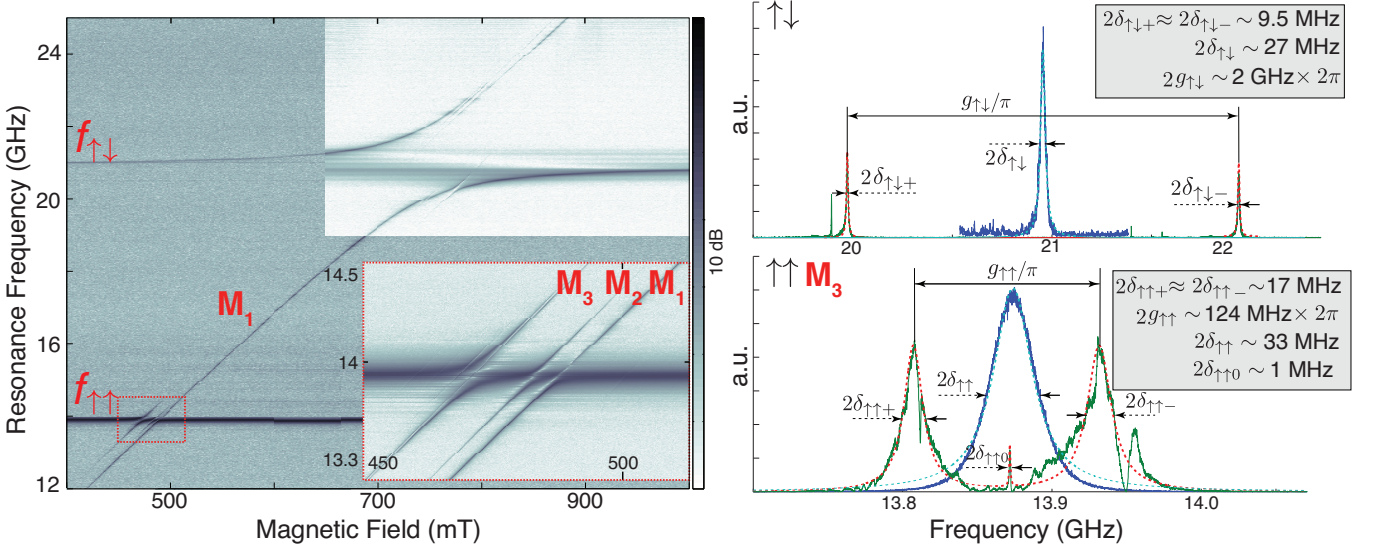 24
20
16
12
Resonance Frequency (GHz)
f↑↓
f↑↑
M₁
500
700
900
Magnetic Field (mT)
10 dB
14.5
14
13.3
450
500
M₃ M₂ M₁
↑↓
a.u.
g↑↓/π
2δ↑↓
2δ↑↓+
2δ↑↓−
20
21
22
2δ↑↓+ ≈ 2δ↑↓− ∼ 9.5 MHz
2δ↑↓ ∼ 27 MHz
2g↑↓ ∼ 2 GHz × 2π
↑↑ M₃
a.u.
g↑↑/π
2δ↑↑
2δ↑↑+
2δ↑↑0
2δ↑↑−
2δ↑↑+ ≈ 2δ↑↑− ∼ 17 MHz
2g↑↑ ∼ 124 MHz × 2π
2δ↑↑ ∼ 33 MHz
2δ↑↑0 ∼ 1 MHz
13.8
13.9
14.0
Frequency (GHz)